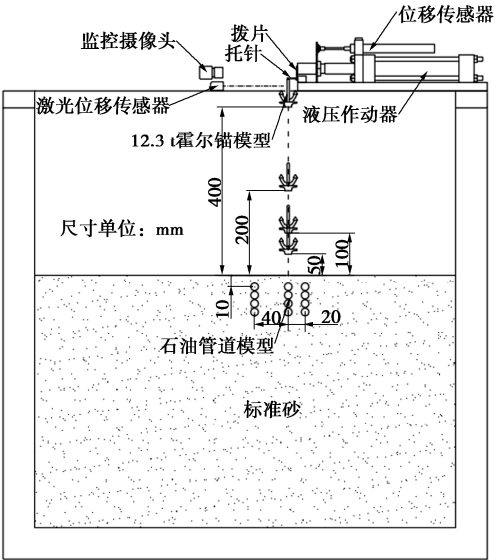 位移传感器
拨片
监控摄像头
托针
激光位移传感器
液压作动器
12.3 t霍尔锚模型
400
200
尺寸单位：mm
100
50
10
40
20
石油管道模型
标准砂